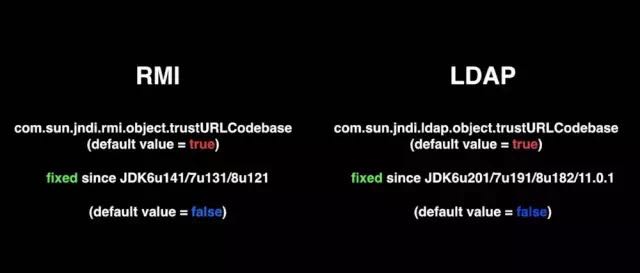 RMI
com.sun.jndi.rmi.object.trustURLCodebase
(default value = true)
fixed since JDK6u141/7u131/8u121
(default value = false)
LDAP
com.sun.jndi.ldap.object.trustURLCodebase
(default value = true)
fixed since JDK6u201/7u191/8u182/11.0.1
(default value = false)